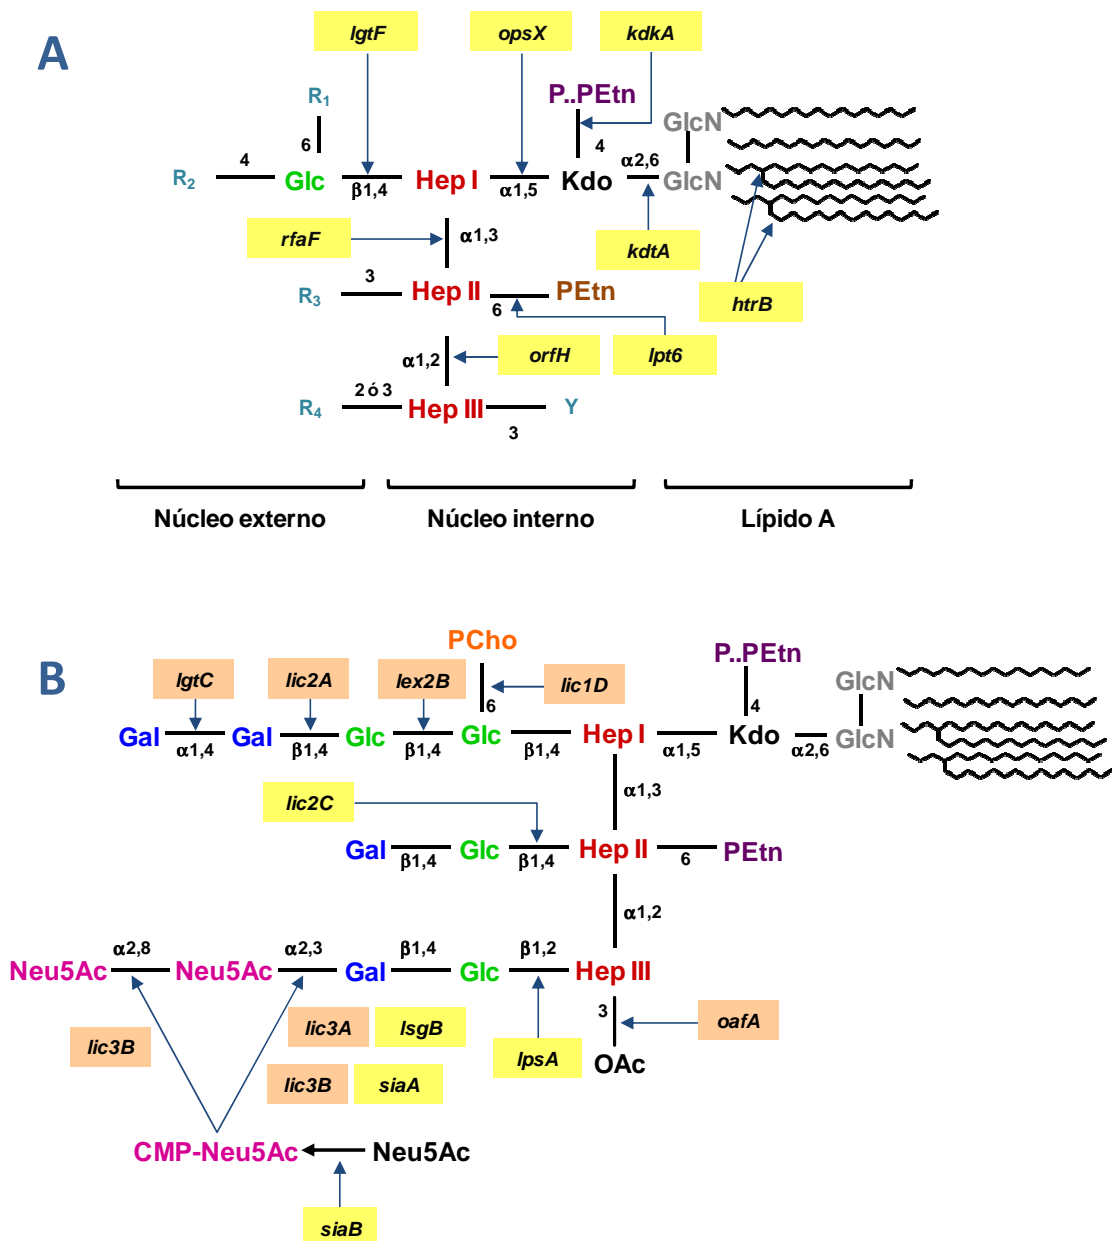 A
lgtF
opsX
kdkA
R1
P..PEtn
GlcN
6
4
4
α2,6
R2
Glc
β1,4
Hep I
α1,5
Kdo
GlcN
rfaF
α1,3
kdtA
3
R3
Hep II
6
PEtn
htrB
α1,2
orfH
lpt6
2 ó 3
R4
Hep III
3
Y
Núcleo externo
Núcleo interno
Lípido A
B
PCho
P..PEtn
lgtC
lic2A
lex2B
lic1D
GlcN
6
4
Gal
α1,4
Gal
β1,4
Glc
β1,4
Glc
β1,4
Hep I
α1,5
Kdo
α2,6
GlcN
lic2C
α1,3
Gal
β1,4
Glc
β1,4
Hep II
6
PEtn
α1,2
α2,8
α2,3
β1,4
β1,2
Neu5Ac
Neu5Ac
Gal
Glc
Hep III
lic3B
lic3A
lsgB
3
oafA
lpsA
OAc
lic3B
siaA
CMP-Neu5Ac
Neu5Ac
siaB